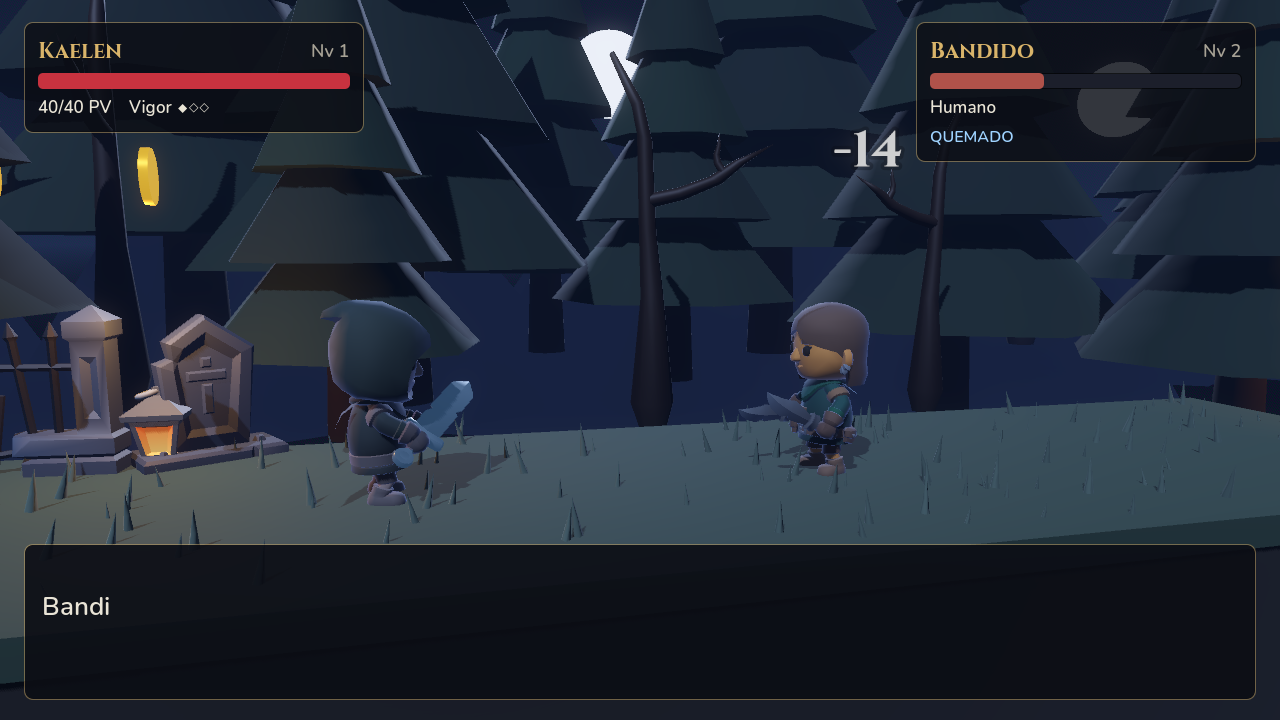 KAELEN Nv 1
40/40 PV Vigor ◆◇◇
BANDIDO Nv 2
Humano
QUEMADO
-14
Bandi